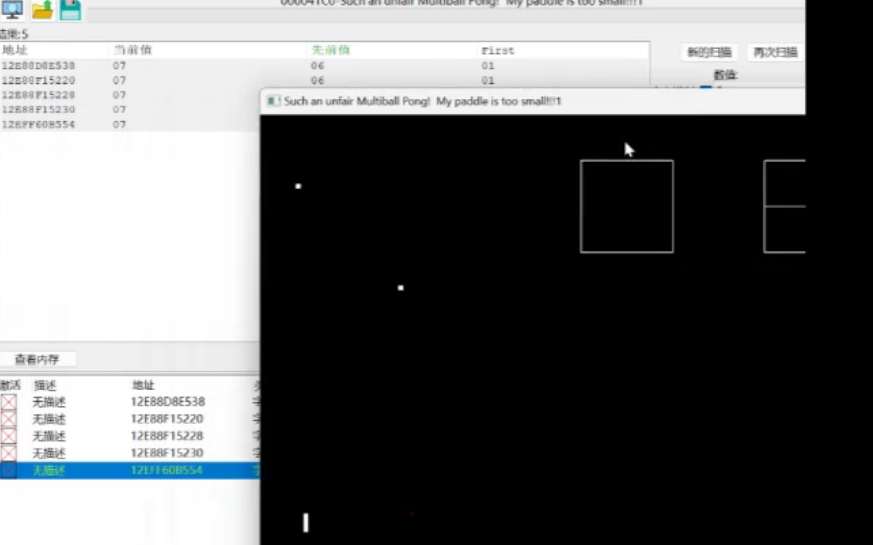 000041C0-Such an unfair Multiball Pong! My paddle is too small!!!1
结果:5
地址 当前值 先前值 First
新的扫描 再次扫描
12E88D8E538 07 06 01
数值:
12E88F15220 07 06 01
12E88F15228 07
12E88F15230 07
12EFF60B554 07
Such an unfair Multiball Pong! My paddle is too small!!!1
查看内存
激活 描述 地址
无描述 12E88D8E538
无描述 12E88F15220
无描述 12E88F15228
无描述 12E88F15230
无描述 12EFF60B554